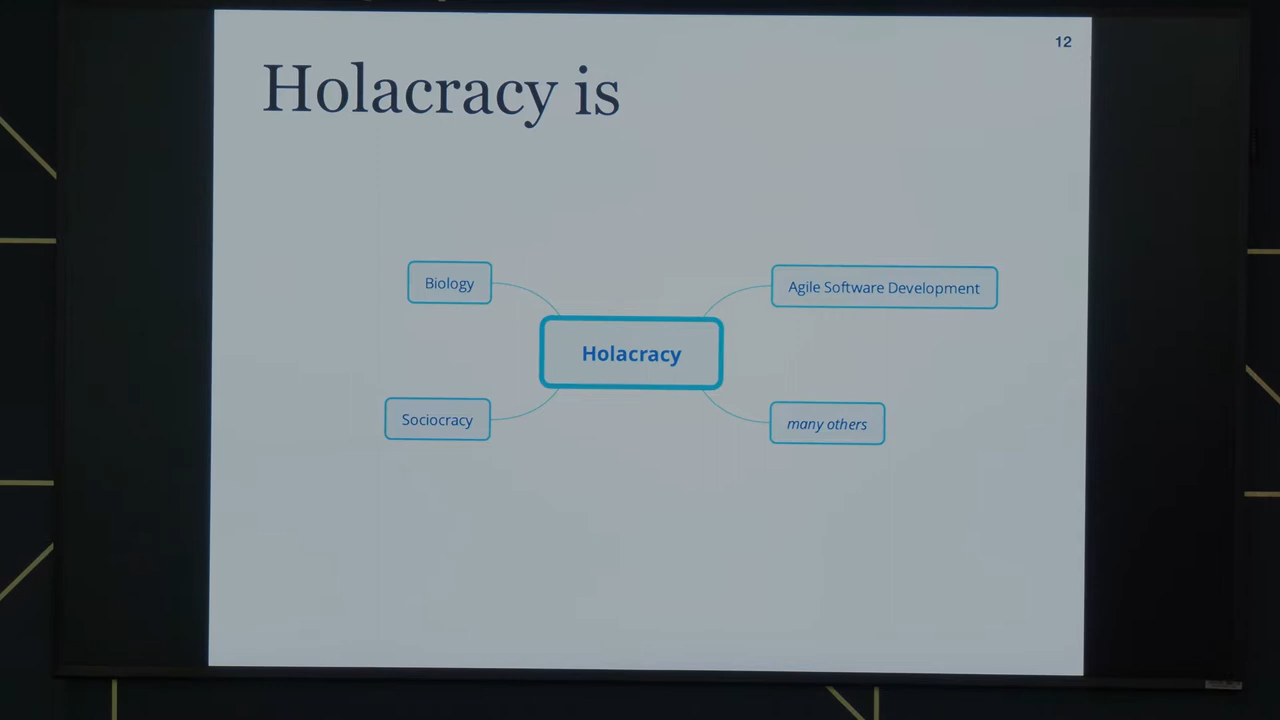 12
Holacracy is
Biology
Agile Software Development
Holacracy
Sociocracy
many others